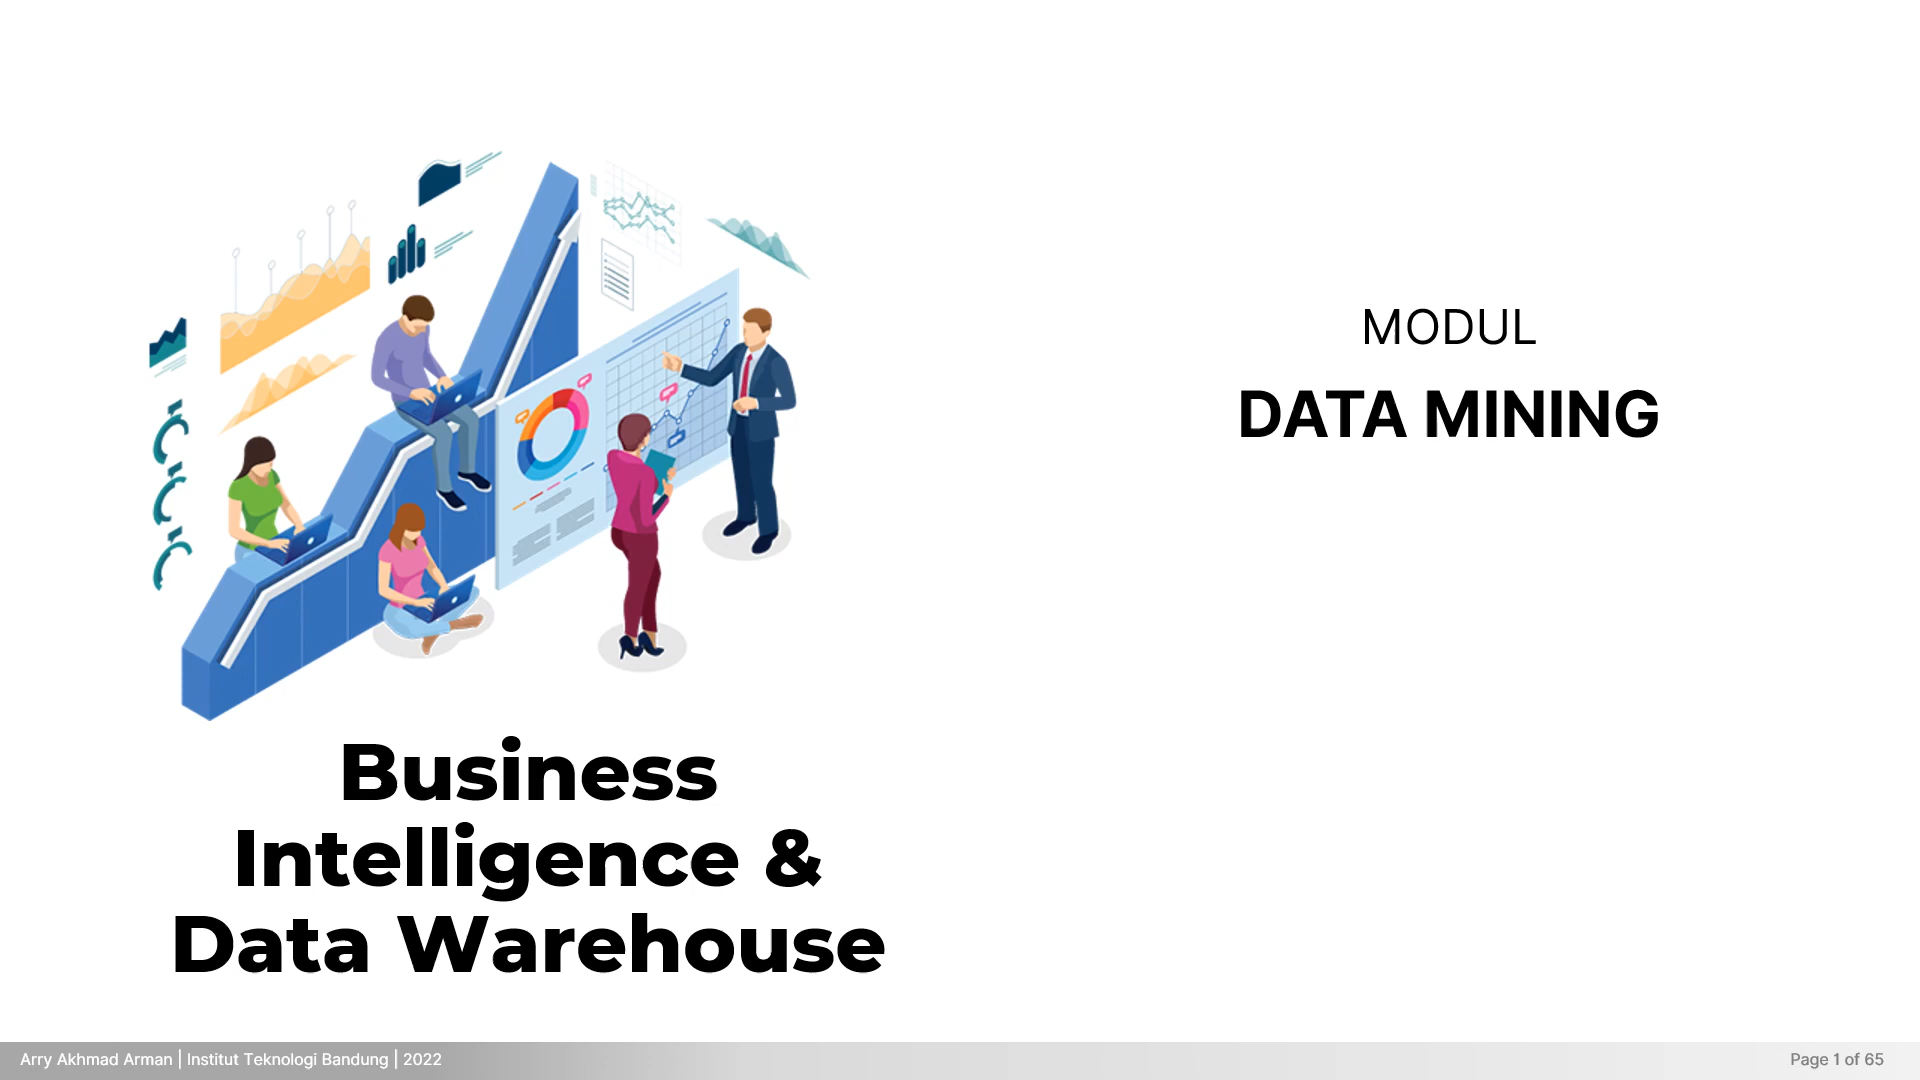 MODUL
DATA MINING
Business
Intelligence &
Data Warehouse
Arry Akhmad Arman | Institut Teknologi Bandung | 2022
Page 1 of 65